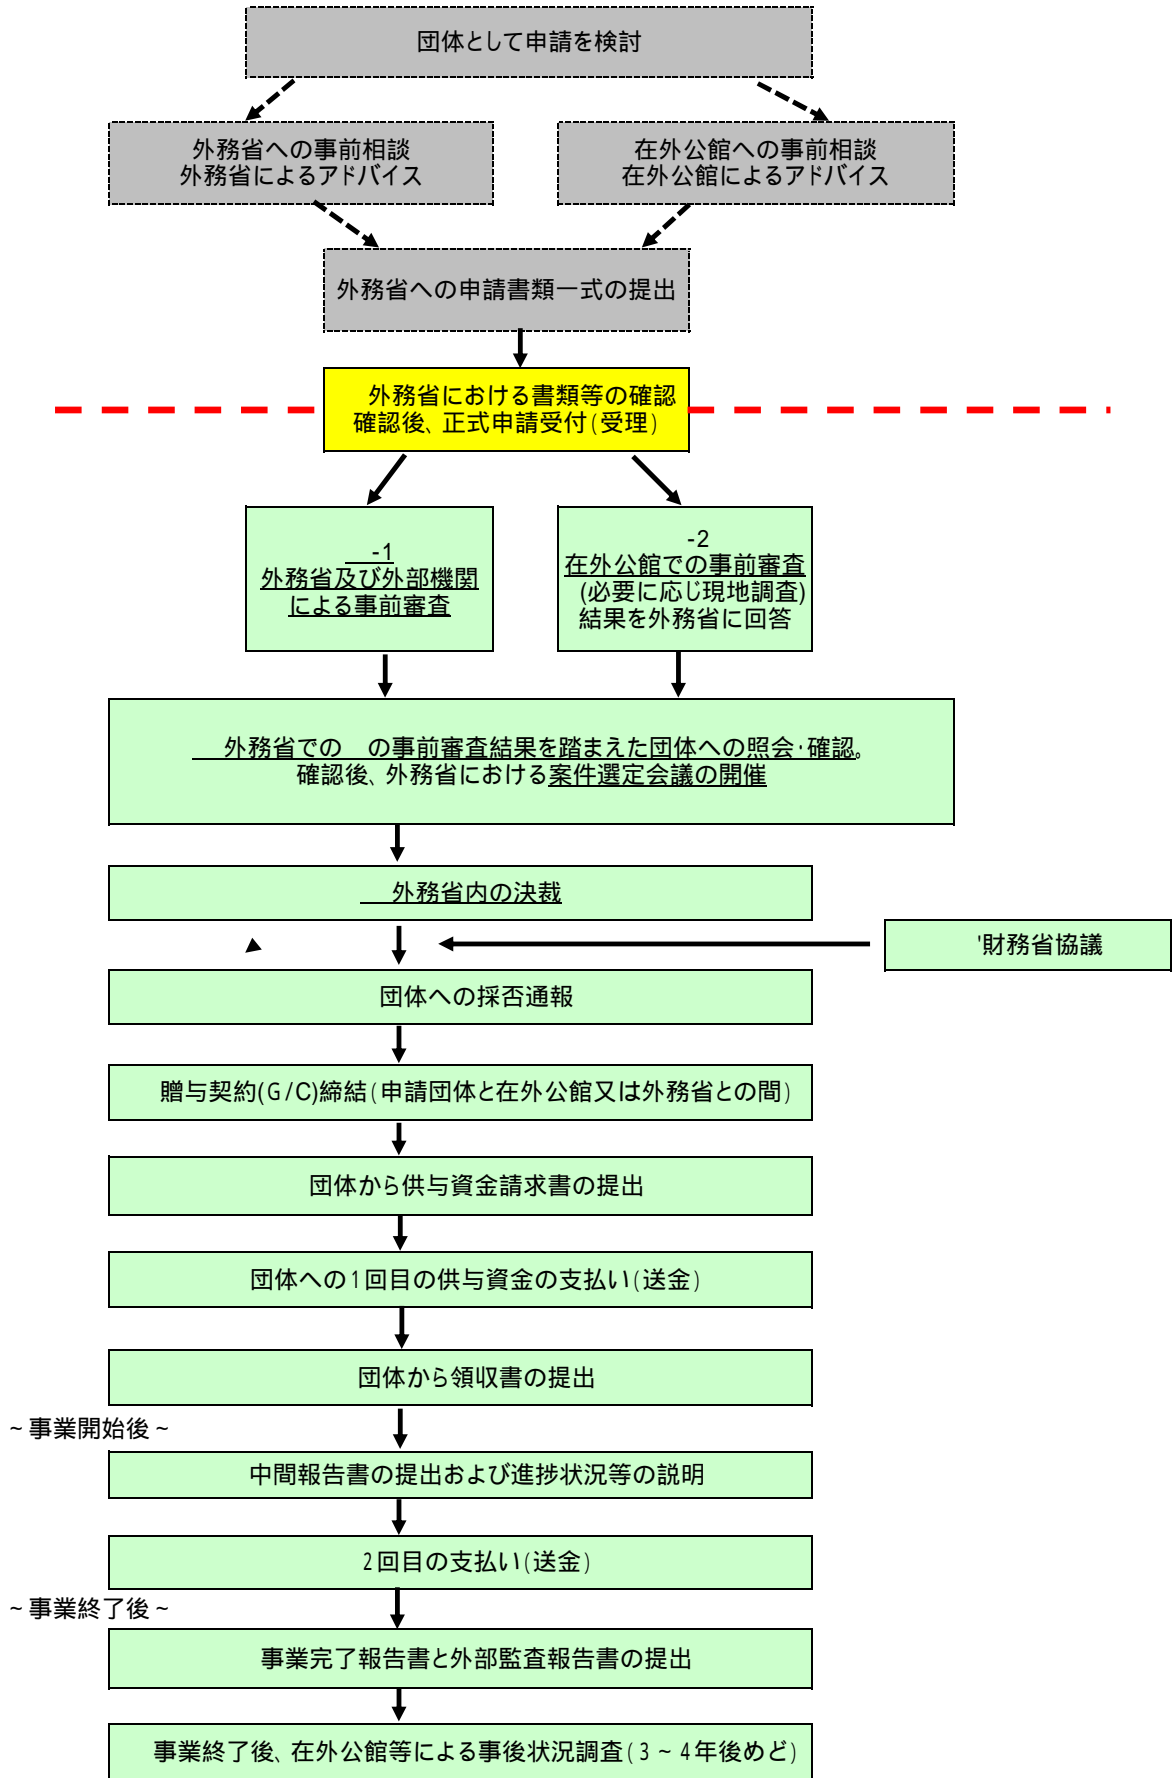 団体として申請を検討
外務省への事前相談
外務省によるアドバイス
在外公館への事前相談
在外公館によるアドバイス
外務省への申請書類一式の提出
外務省における書類等の確認
確認後、正式申請受付(受理)
-1
外務省及び外部機関
による事前審査
-2
在外公館での事前審査
(必要に応じ現地調査)
結果を外務省に回答
外務省での　の事前審査結果を踏まえた団体への照会・確認。
確認後、外務省における案件選定会議の開催
外務省内の決裁
'財務省協議
団体への採否通報
贈与契約(G/C)締結(申請団体と在外公館又は外務省との間)
団体から供与資金請求書の提出
団体への1回目の供与資金の支払い(送金)
団体から領収書の提出
~事業開始後~
中間報告書の提出および進捗状況等の説明
2回目の支払い(送金)
~事業終了後~
事業完了報告書と外部監査報告書の提出
事業終了後、在外公館等による事後状況調査(3~4年後めど)